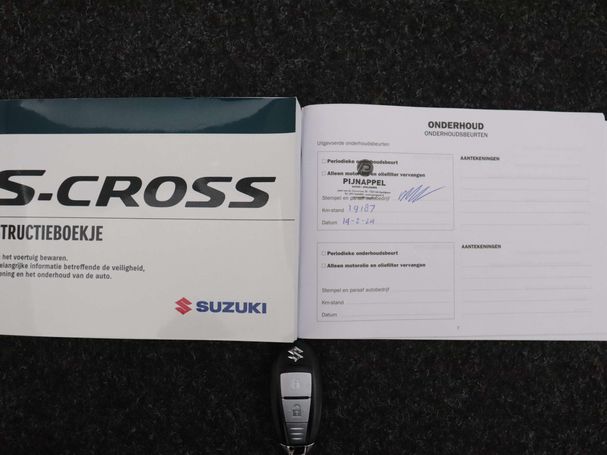 S-CROSS
TRUCTIEBOEKJE
het voertuig bewaren.
elangrijke informatie betreffende de veiligheid,
ning en het onderhoud van de auto.
SUZUKI
ONDERHOUD
ONDERHOUDSBEURTEN
Uitgevoerde onderhoudsbeurten
AANTEKENINGEN
Periodieke onderhoudsbeurt
Alleen motorolie en oliefilter vervangen
PIJNAPPEL
Stempel en paraaf autobedrijf
Km-stand 19187
Datum 14-2-24
AANTEKENINGEN
Periodieke onderhoudsbeurt
Alleen motorolie en oliefilter vervangen
Stempel en paraaf autobedrijf
Km-stand
Datum